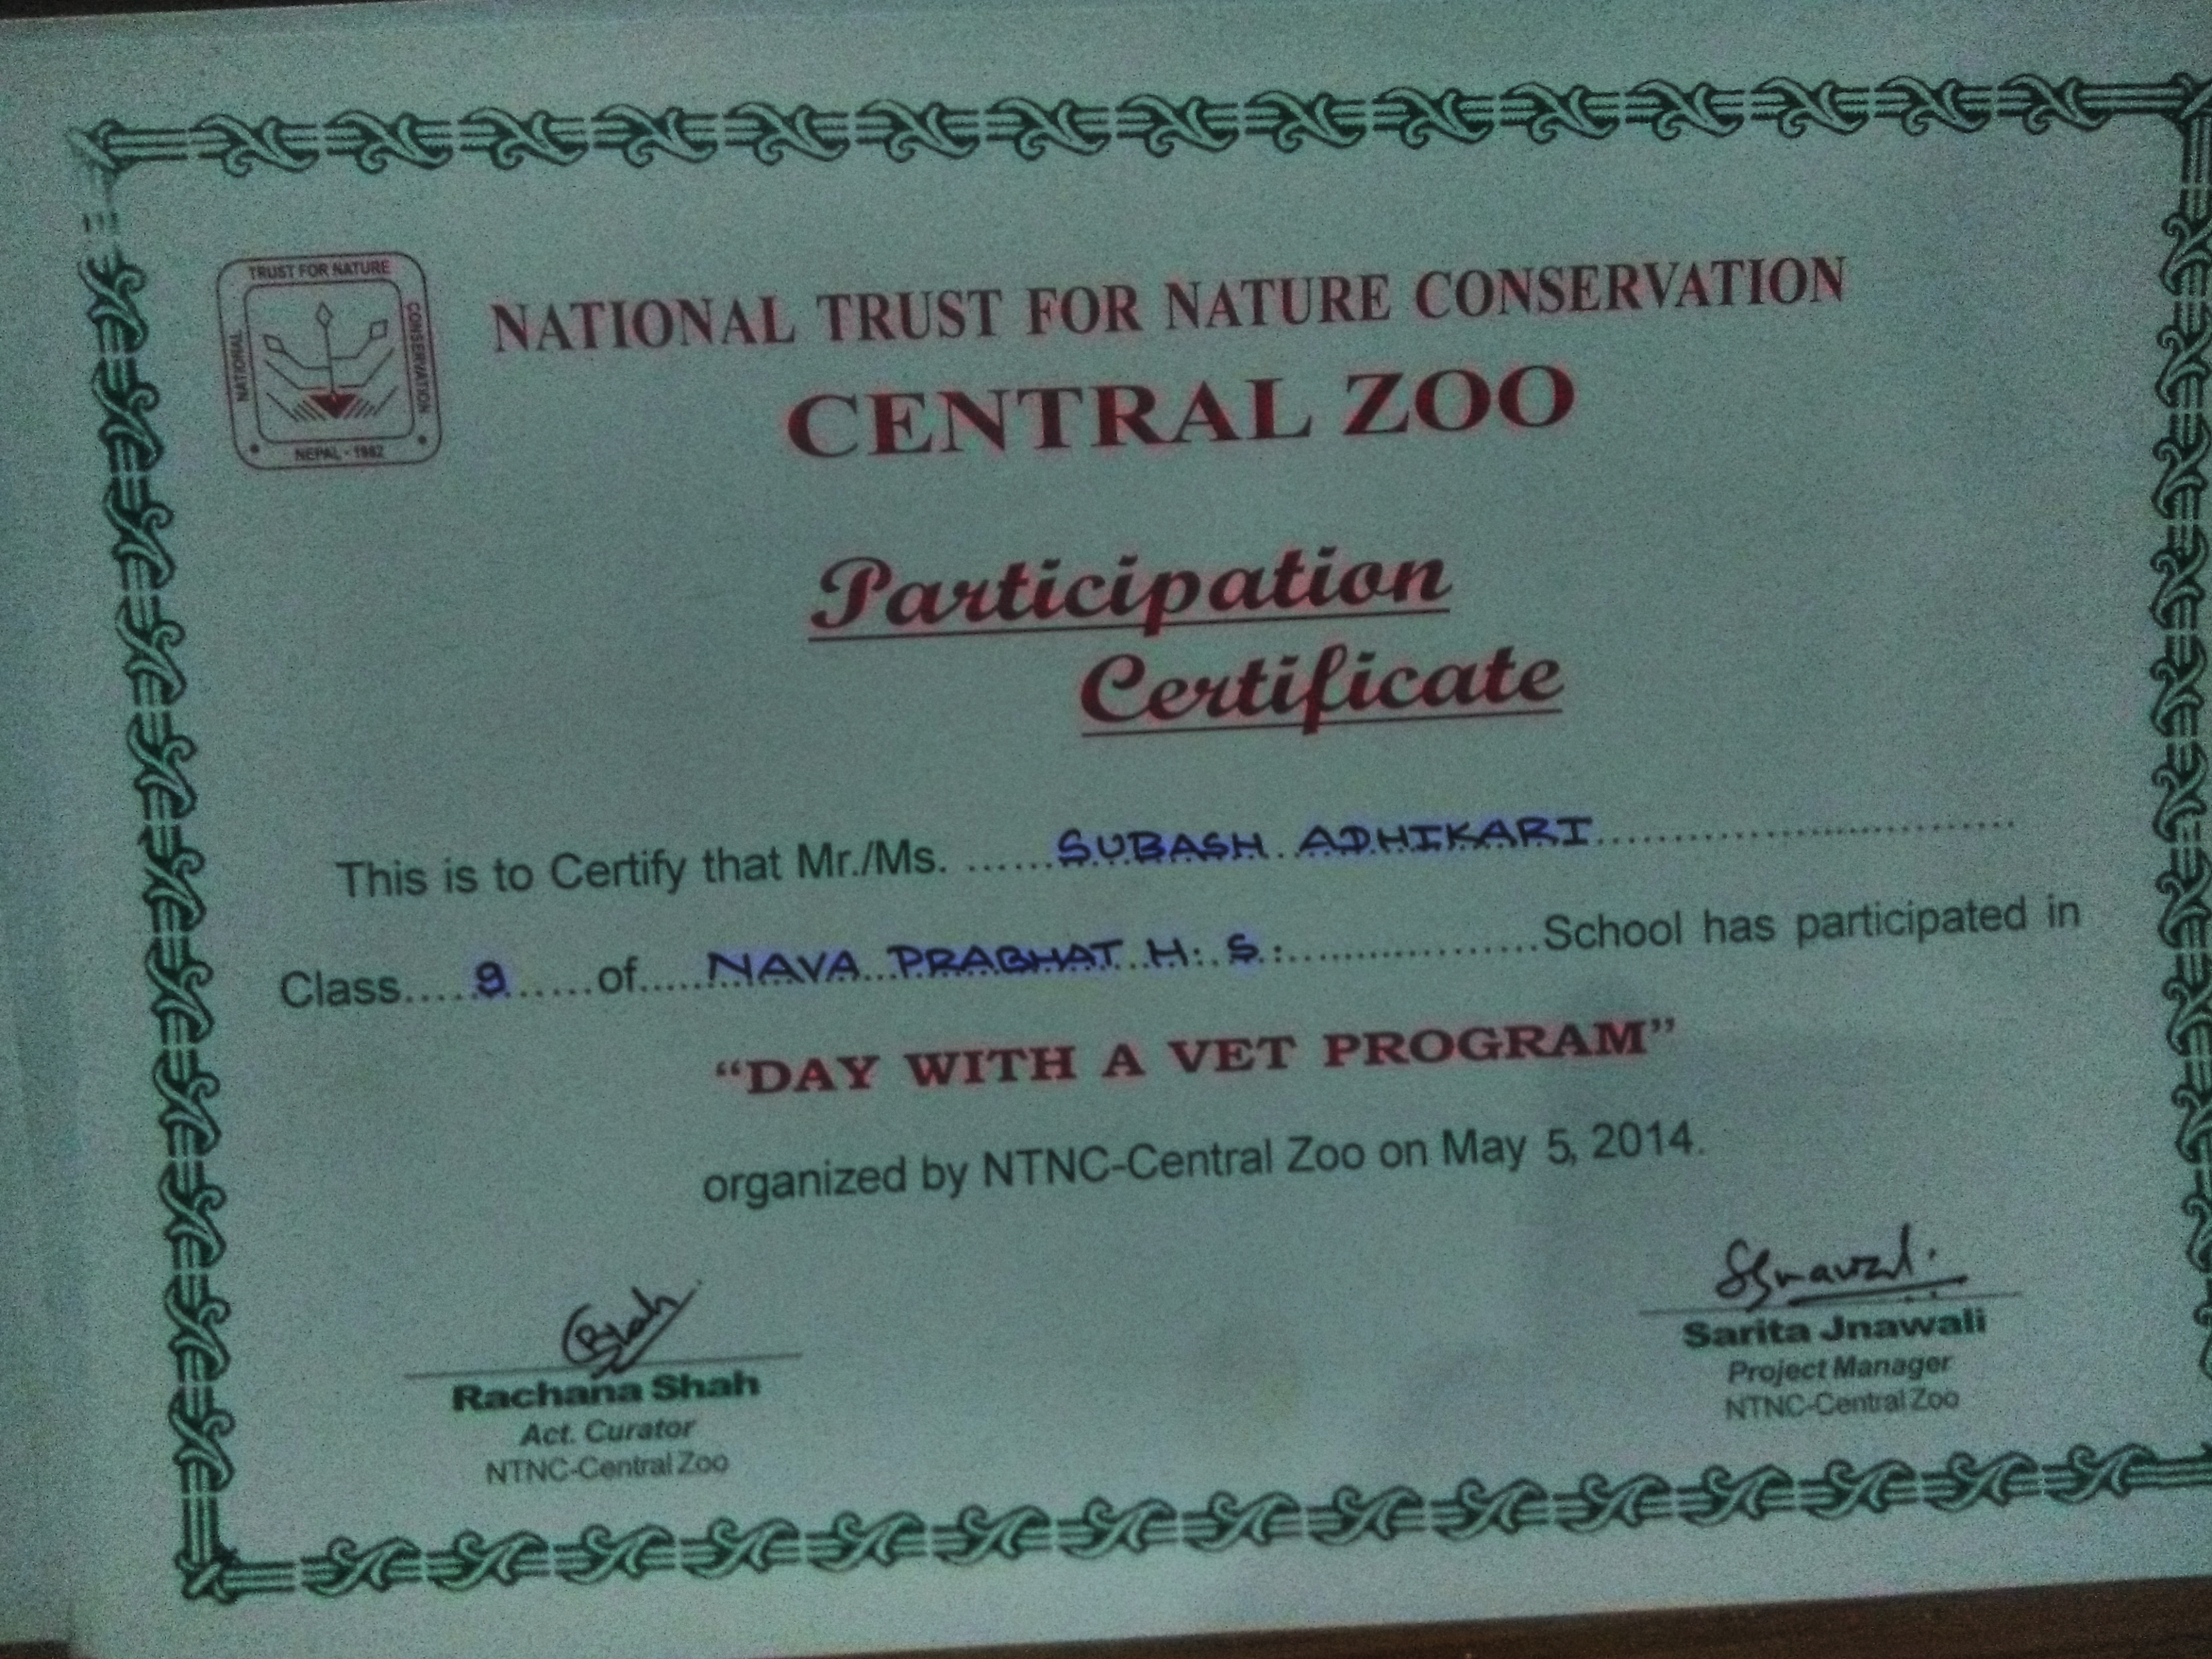 TRUST FOR NATURE
NATIONAL
CONSERVATION
NEPAL - 1982
NATIONAL TRUST FOR NATURE CONSERVATION
CENTRAL ZOO
Participation
Certificate
This is to Certify that Mr./Ms. ......SUBASH ADHIKARI..............................
Class.....9......of.....NAVA PRABHAT H. S.:..................School has participated in
“DAY WITH A VET PROGRAM”
organized by NTNC-Central Zoo on May 5, 2014.
Rachana Shah
Act. Curator
NTNC-Central Zoo
Sarita Jnawali
Project Manager
NTNC-Central Zoo